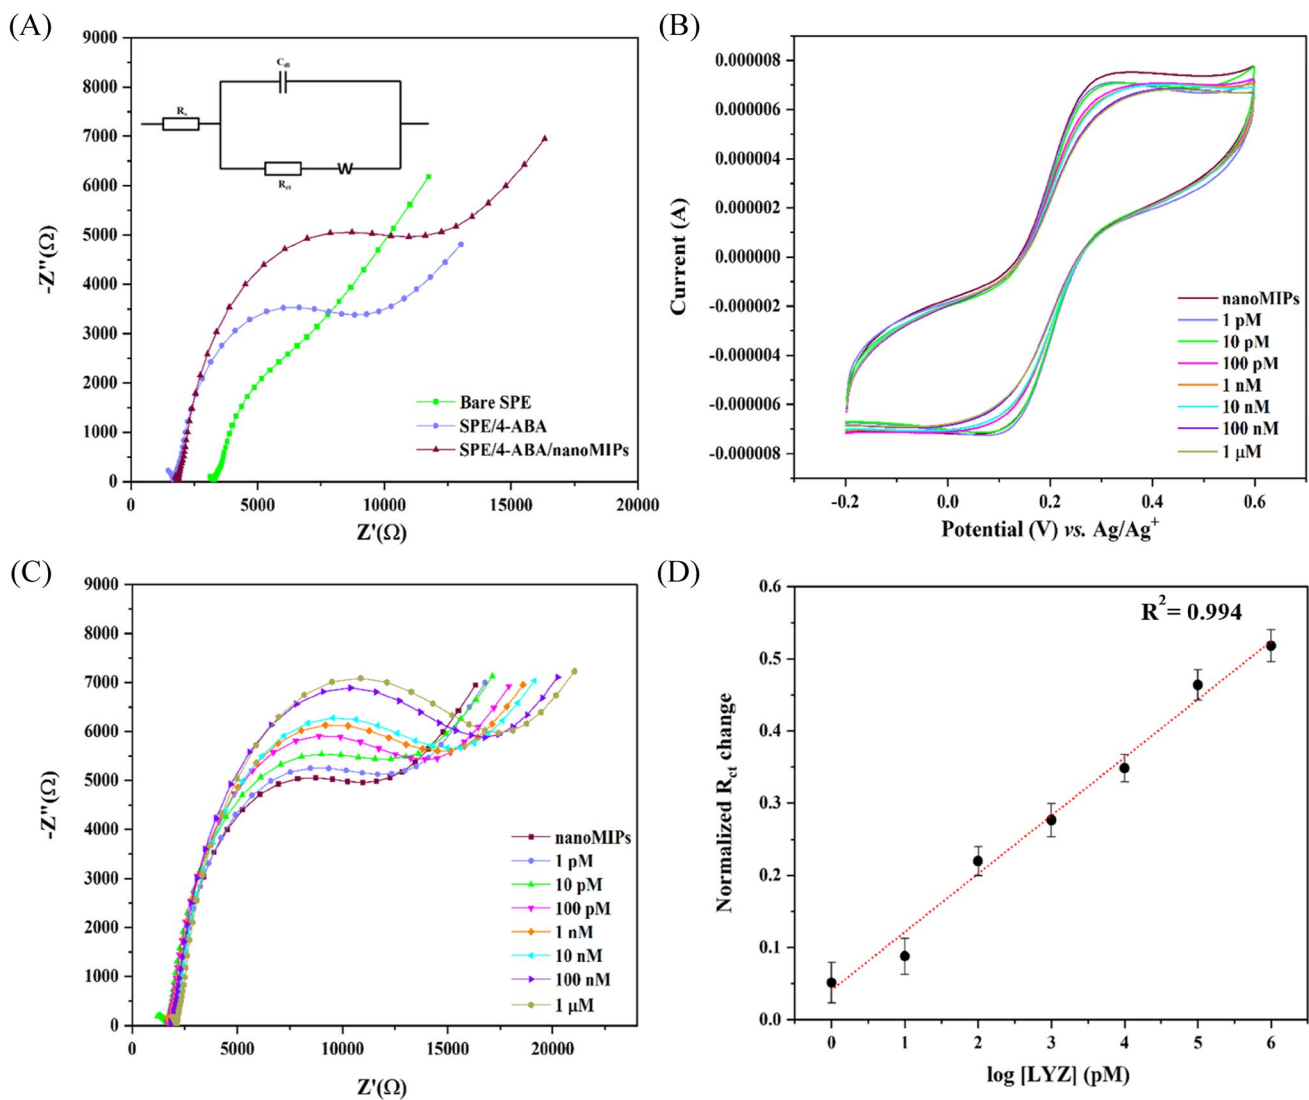 (A)
9000
8000
7000
6000
5000
4000
3000
2000
1000
0
-Z''(Ω)
Cdl
Rs
Rct
W
Bare SPE
SPE/4-ABA
SPE/4-ABA/nanoMIPs
0 5000 10000 15000 20000
Z'(Ω)
(B)
0.000008
0.000006
0.000004
0.000002
0.000000
-0.000002
-0.000004
-0.000006
-0.000008
Current (A)
nanoMIPs
1 pM
10 pM
100 pM
1 nM
10 nM
100 nM
1 μM
-0.2 0.0 0.2 0.4 0.6
Potential (V) vs. Ag/Ag+
(C)
9000
8000
7000
6000
5000
4000
3000
2000
1000
0
-Z''(Ω)
nanoMIPs
1 pM
10 pM
100 pM
1 nM
10 nM
100 nM
1 μM
0 5000 10000 15000 20000
Z'(Ω)
(D)
0.6
0.5
0.4
0.3
0.2
0.1
0.0
Normalized Rct change
R2= 0.994
0 1 2 3 4 5 6
log [LYZ] (pM)